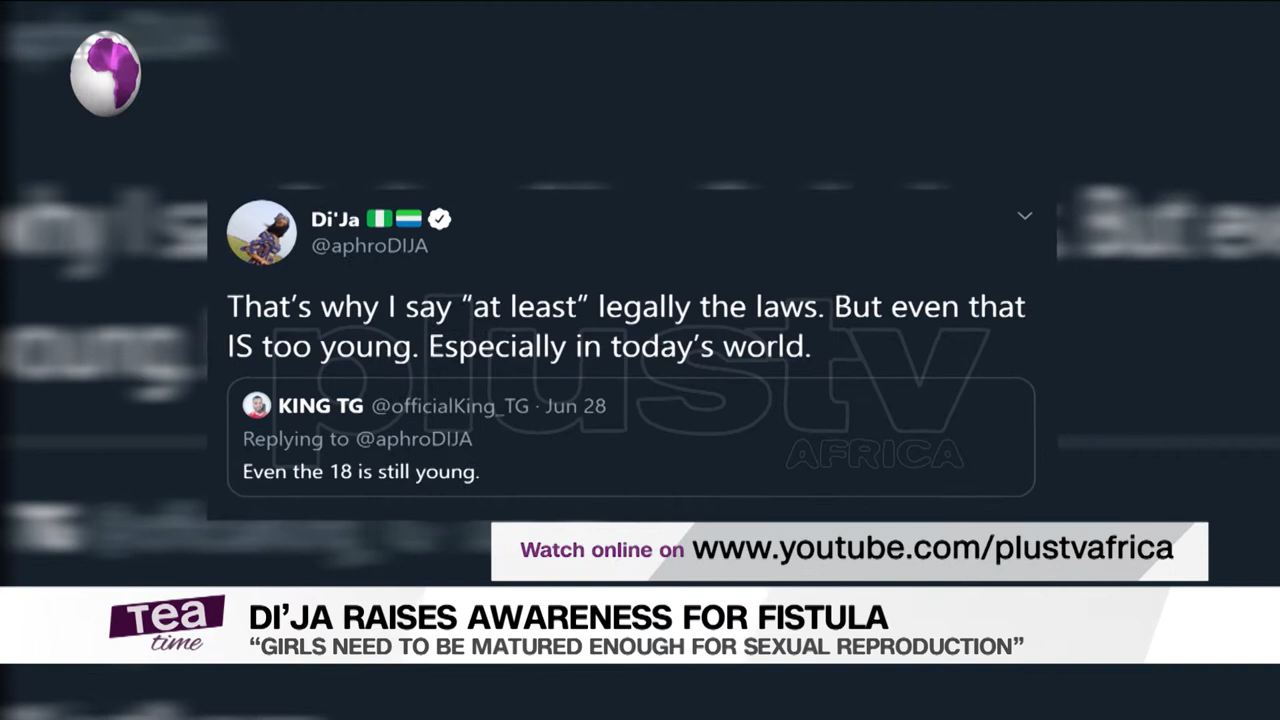 Di'Ja
@aphroDIJA
That's why I say “at least” legally the laws. But even that
IS too young. Especially in today's world.
KING TG @officialKing_TG · Jun 28
Replying to @aphroDIJA
Even the 18 is still young.
plustv
AFRICA
Watch online on www.youtube.com/plustvafrica
Tea
time
DI'JA RAISES AWARENESS FOR FISTULA
“GIRLS NEED TO BE MATURED ENOUGH FOR SEXUAL REPRODUCTION”